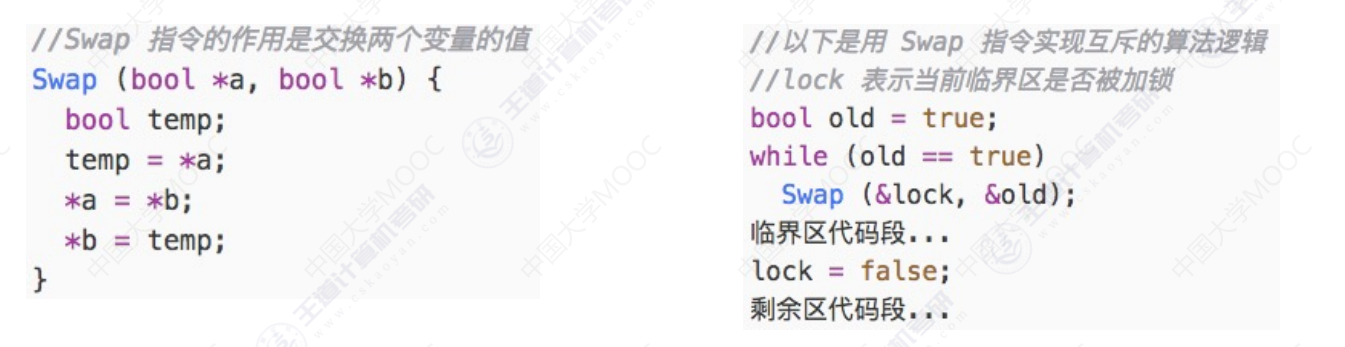 //Swap 指令的作用是交换两个变量的值
Swap (bool *a, bool *b) {
  bool temp;
  temp = *a;
  *a = *b;
  *b = temp;
}
//以下是用 Swap 指令实现互斥的算法逻辑
//lock 表示当前临界区是否被加锁
bool old = true;
while (old == true)
  Swap (&lock, &old);
临界区代码段...
lock = false;
剩余区代码段...
中国大学MOOC
王道计算机考研
www.cskaoyan.com